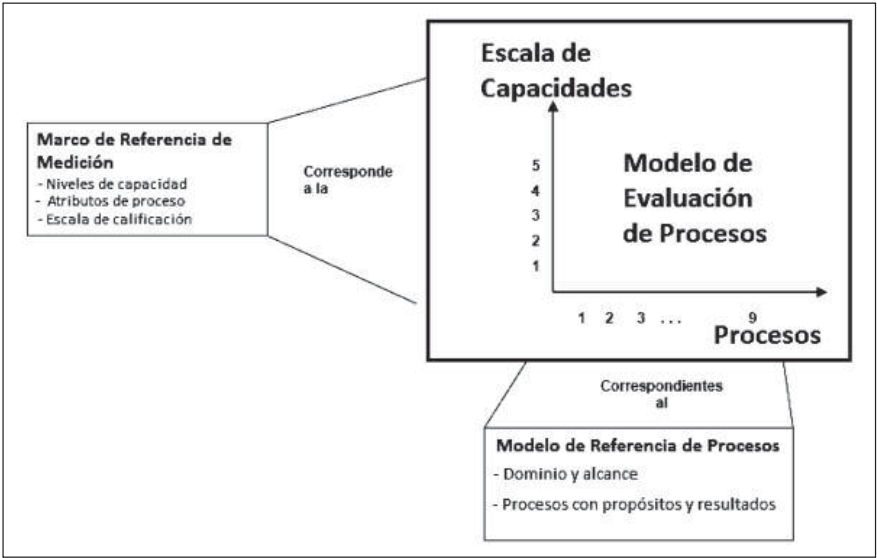 Escala de
Capacidades
Marco de Referencia de
Medición
- Niveles de capacidad
- Atributos de proceso
- Escala de calificación
Corresponde
a la
5
4
3
2
1
Modelo de
Evaluación
de Procesos
1 2 3 ... 9
Procesos
Correspondientes
al
Modelo de Referencia de Procesos
- Dominio y alcance
- Procesos con propósitos y resultados